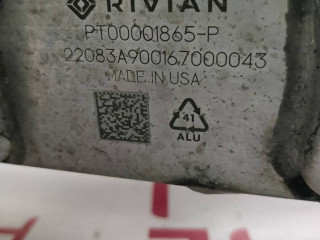 RIVIAN
PT00001865-P
22083A900167000043
MADE IN USA
41
ALU